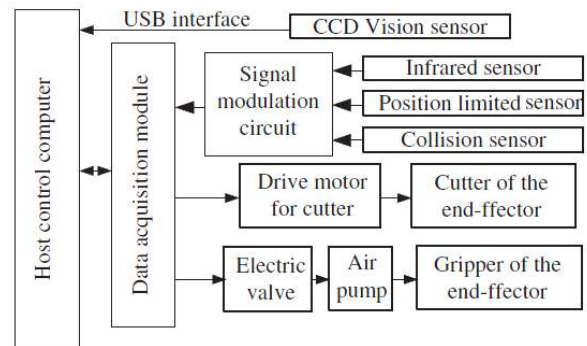 USB interface
CCD Vision sensor
Host control computer
Data acquisition module
Signal
modulation
circuit
Infrared sensor
Position limited sensor
Collision sensor
Drive motor
for cutter
Cutter of the
end-ffector
Electric
valve
Air
pump
Gripper of the
end-ffector